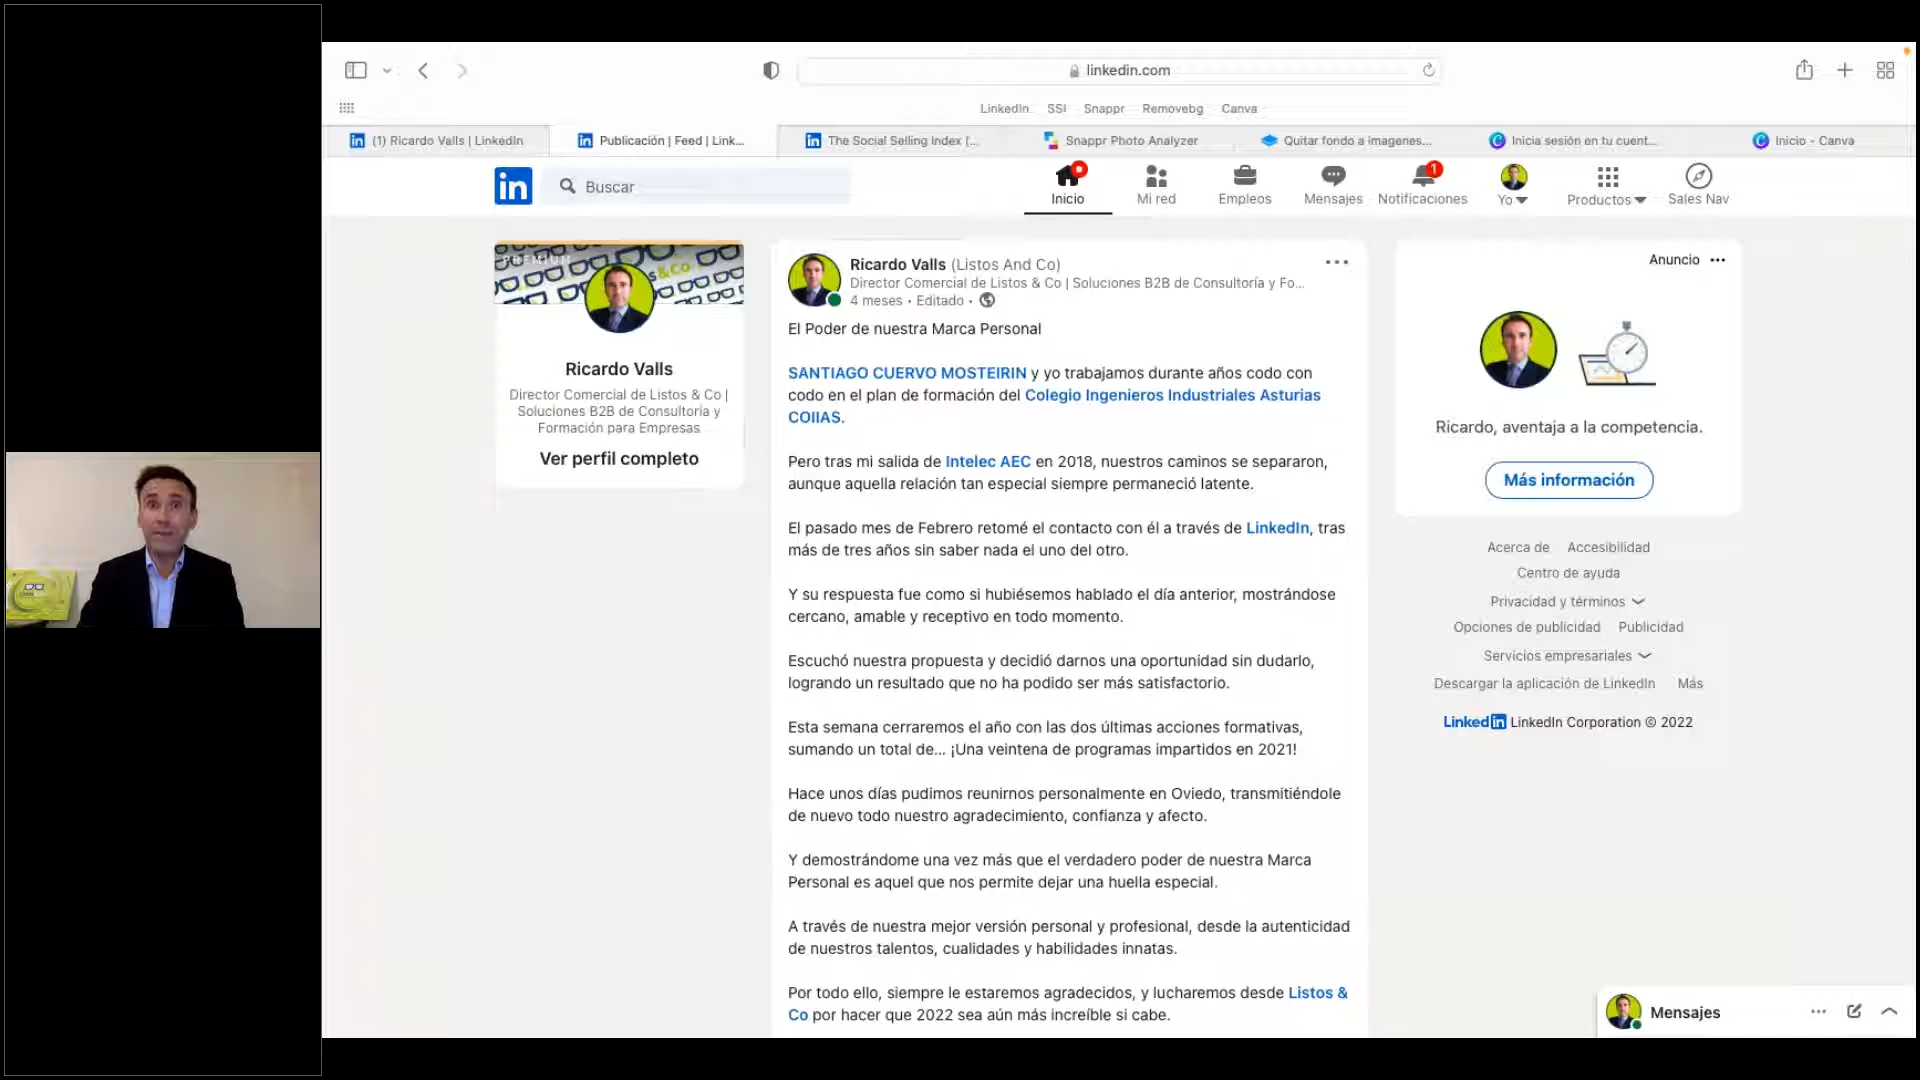 linkedin.com
LinkedIn SSI Snappr Removebg Canva
(1) Ricardo Valls | LinkedIn
Publicación | Feed | Link...
The Social Selling Index (...
Snappr Photo Analyzer
Quitar fondo a imagenes...
Inicia sesión en tu cuent...
Inicio - Canva
in
Buscar
Inicio
Mi red
Empleos
Mensajes
1
Notificaciones
Yo
Productos
Sales Nav
PREMIUM
s&Co
Ricardo Valls
Director Comercial de Listos & Co |
Soluciones B2B de Consultoría y
Formación para Empresas
Ver perfil completo
Ricardo Valls (Listos And Co)
Director Comercial de Listos & Co | Soluciones B2B de Consultoría y Fo...
4 meses • Editado •
El Poder de nuestra Marca Personal
SANTIAGO CUERVO MOSTEIRIN y yo trabajamos durante años codo con
codo en el plan de formación del Colegio Ingenieros Industriales Asturias
COIIAS.
Pero tras mi salida de Intelec AEC en 2018, nuestros caminos se separaron,
aunque aquella relación tan especial siempre permaneció latente.
El pasado mes de Febrero retomé el contacto con él a través de LinkedIn, tras
más de tres años sin saber nada el uno del otro.
Y su respuesta fue como si hubiésemos hablado el día anterior, mostrándose
cercano, amable y receptivo en todo momento.
Escuchó nuestra propuesta y decidió darnos una oportunidad sin dudarlo,
logrando un resultado que no ha podido ser más satisfactorio.
Esta semana cerraremos el año con las dos últimas acciones formativas,
sumando un total de... ¡Una veintena de programas impartidos en 2021!
Hace unos días pudimos reunirnos personalmente en Oviedo, transmitiéndole
de nuevo todo nuestro agradecimiento, confianza y afecto.
Y demostrándome una vez más que el verdadero poder de nuestra Marca
Personal es aquel que nos permite dejar una huella especial.
A través de nuestra mejor versión personal y profesional, desde la autenticidad
de nuestros talentos, cualidades y habilidades innatas.
Por todo ello, siempre le estaremos agradecidos, y lucharemos desde Listos &
Co por hacer que 2022 sea aún más increíble si cabe.
Anuncio
Ricardo, aventaja a la competencia.
Más información
Acerca de Accesibilidad
Centro de ayuda
Privacidad y términos
Opciones de publicidad Publicidad
Servicios empresariales
Descargar la aplicación de LinkedIn Más
LinkedIn LinkedIn Corporation © 2022
Mensajes